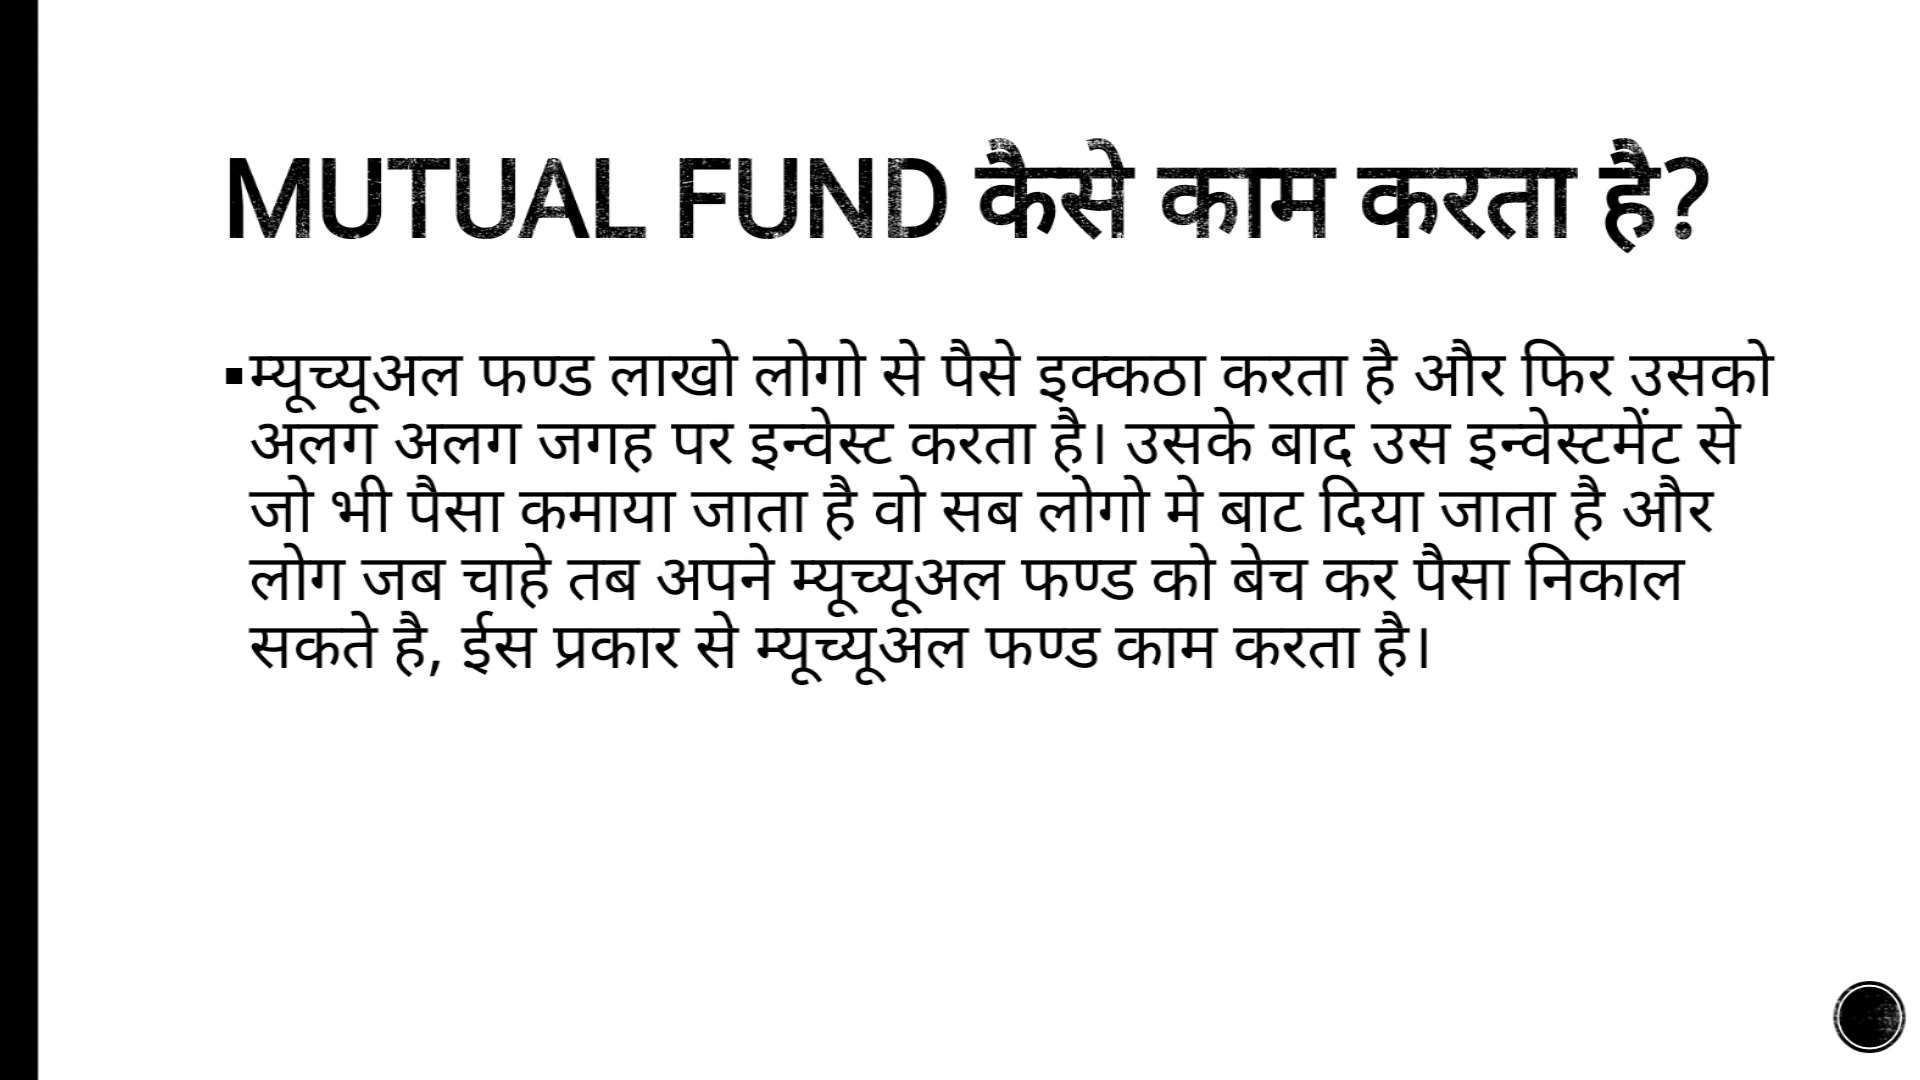 MUTUAL FUND कैसे काम करता है?
▪म्यूच्यूअल फण्ड लाखो लोगो से पैसे इक्कठा करता है और फिर उसको
अलग अलग जगह पर इन्वेस्ट करता है। उसके बाद उस इन्वेस्टमेंट से
जो भी पैसा कमाया जाता है वो सब लोगो मे बाट दिया जाता है और
लोग जब चाहे तब अपने म्यूच्यूअल फण्ड को बेच कर पैसा निकाल
सकते है, ईस प्रकार से म्यूच्यूअल फण्ड काम करता है।